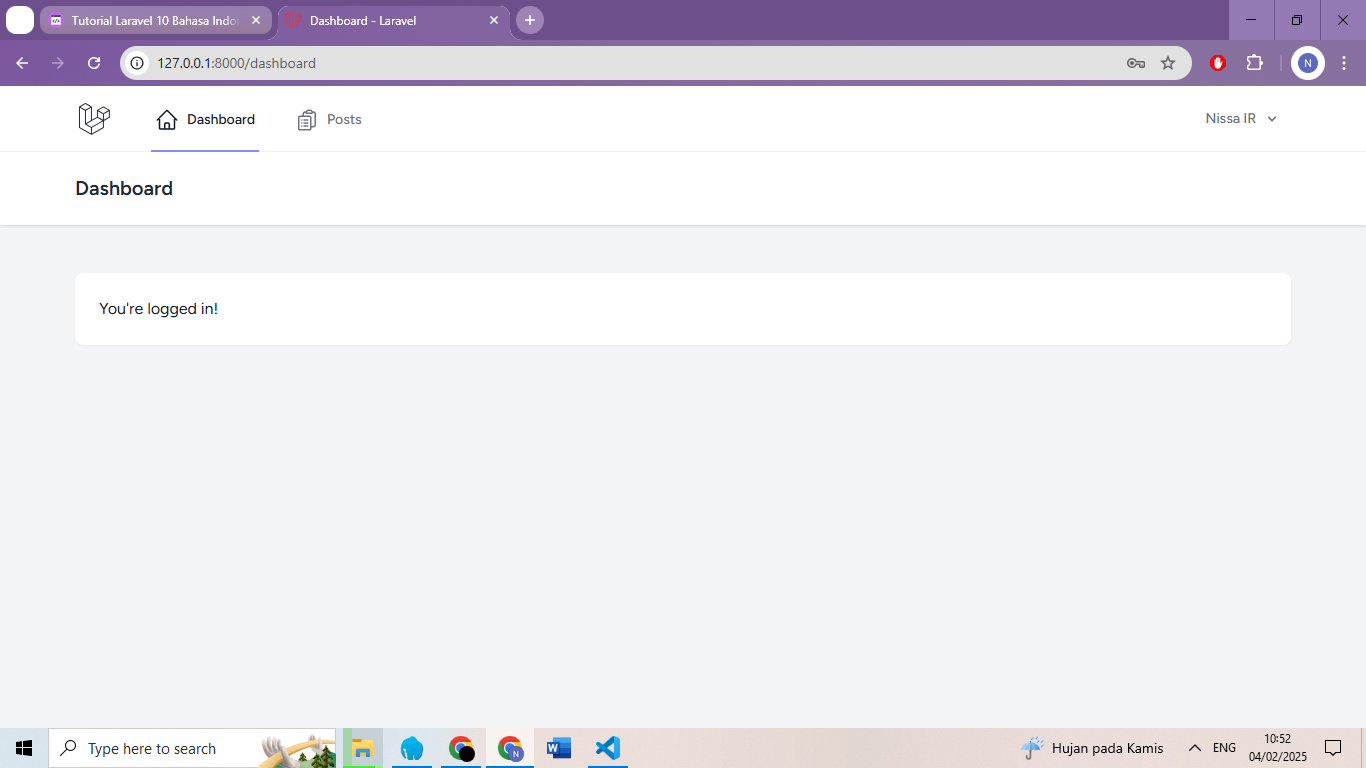 Tutorial Laravel 10 Bahasa Indo
Dashboard - Laravel
127.0.0.1:8000/dashboard
N
Dashboard
Posts
Nissa IR
Dashboard
You're logged in!
Type here to search
N
Hujan pada Kamis
ENG
10:52
04/02/2025